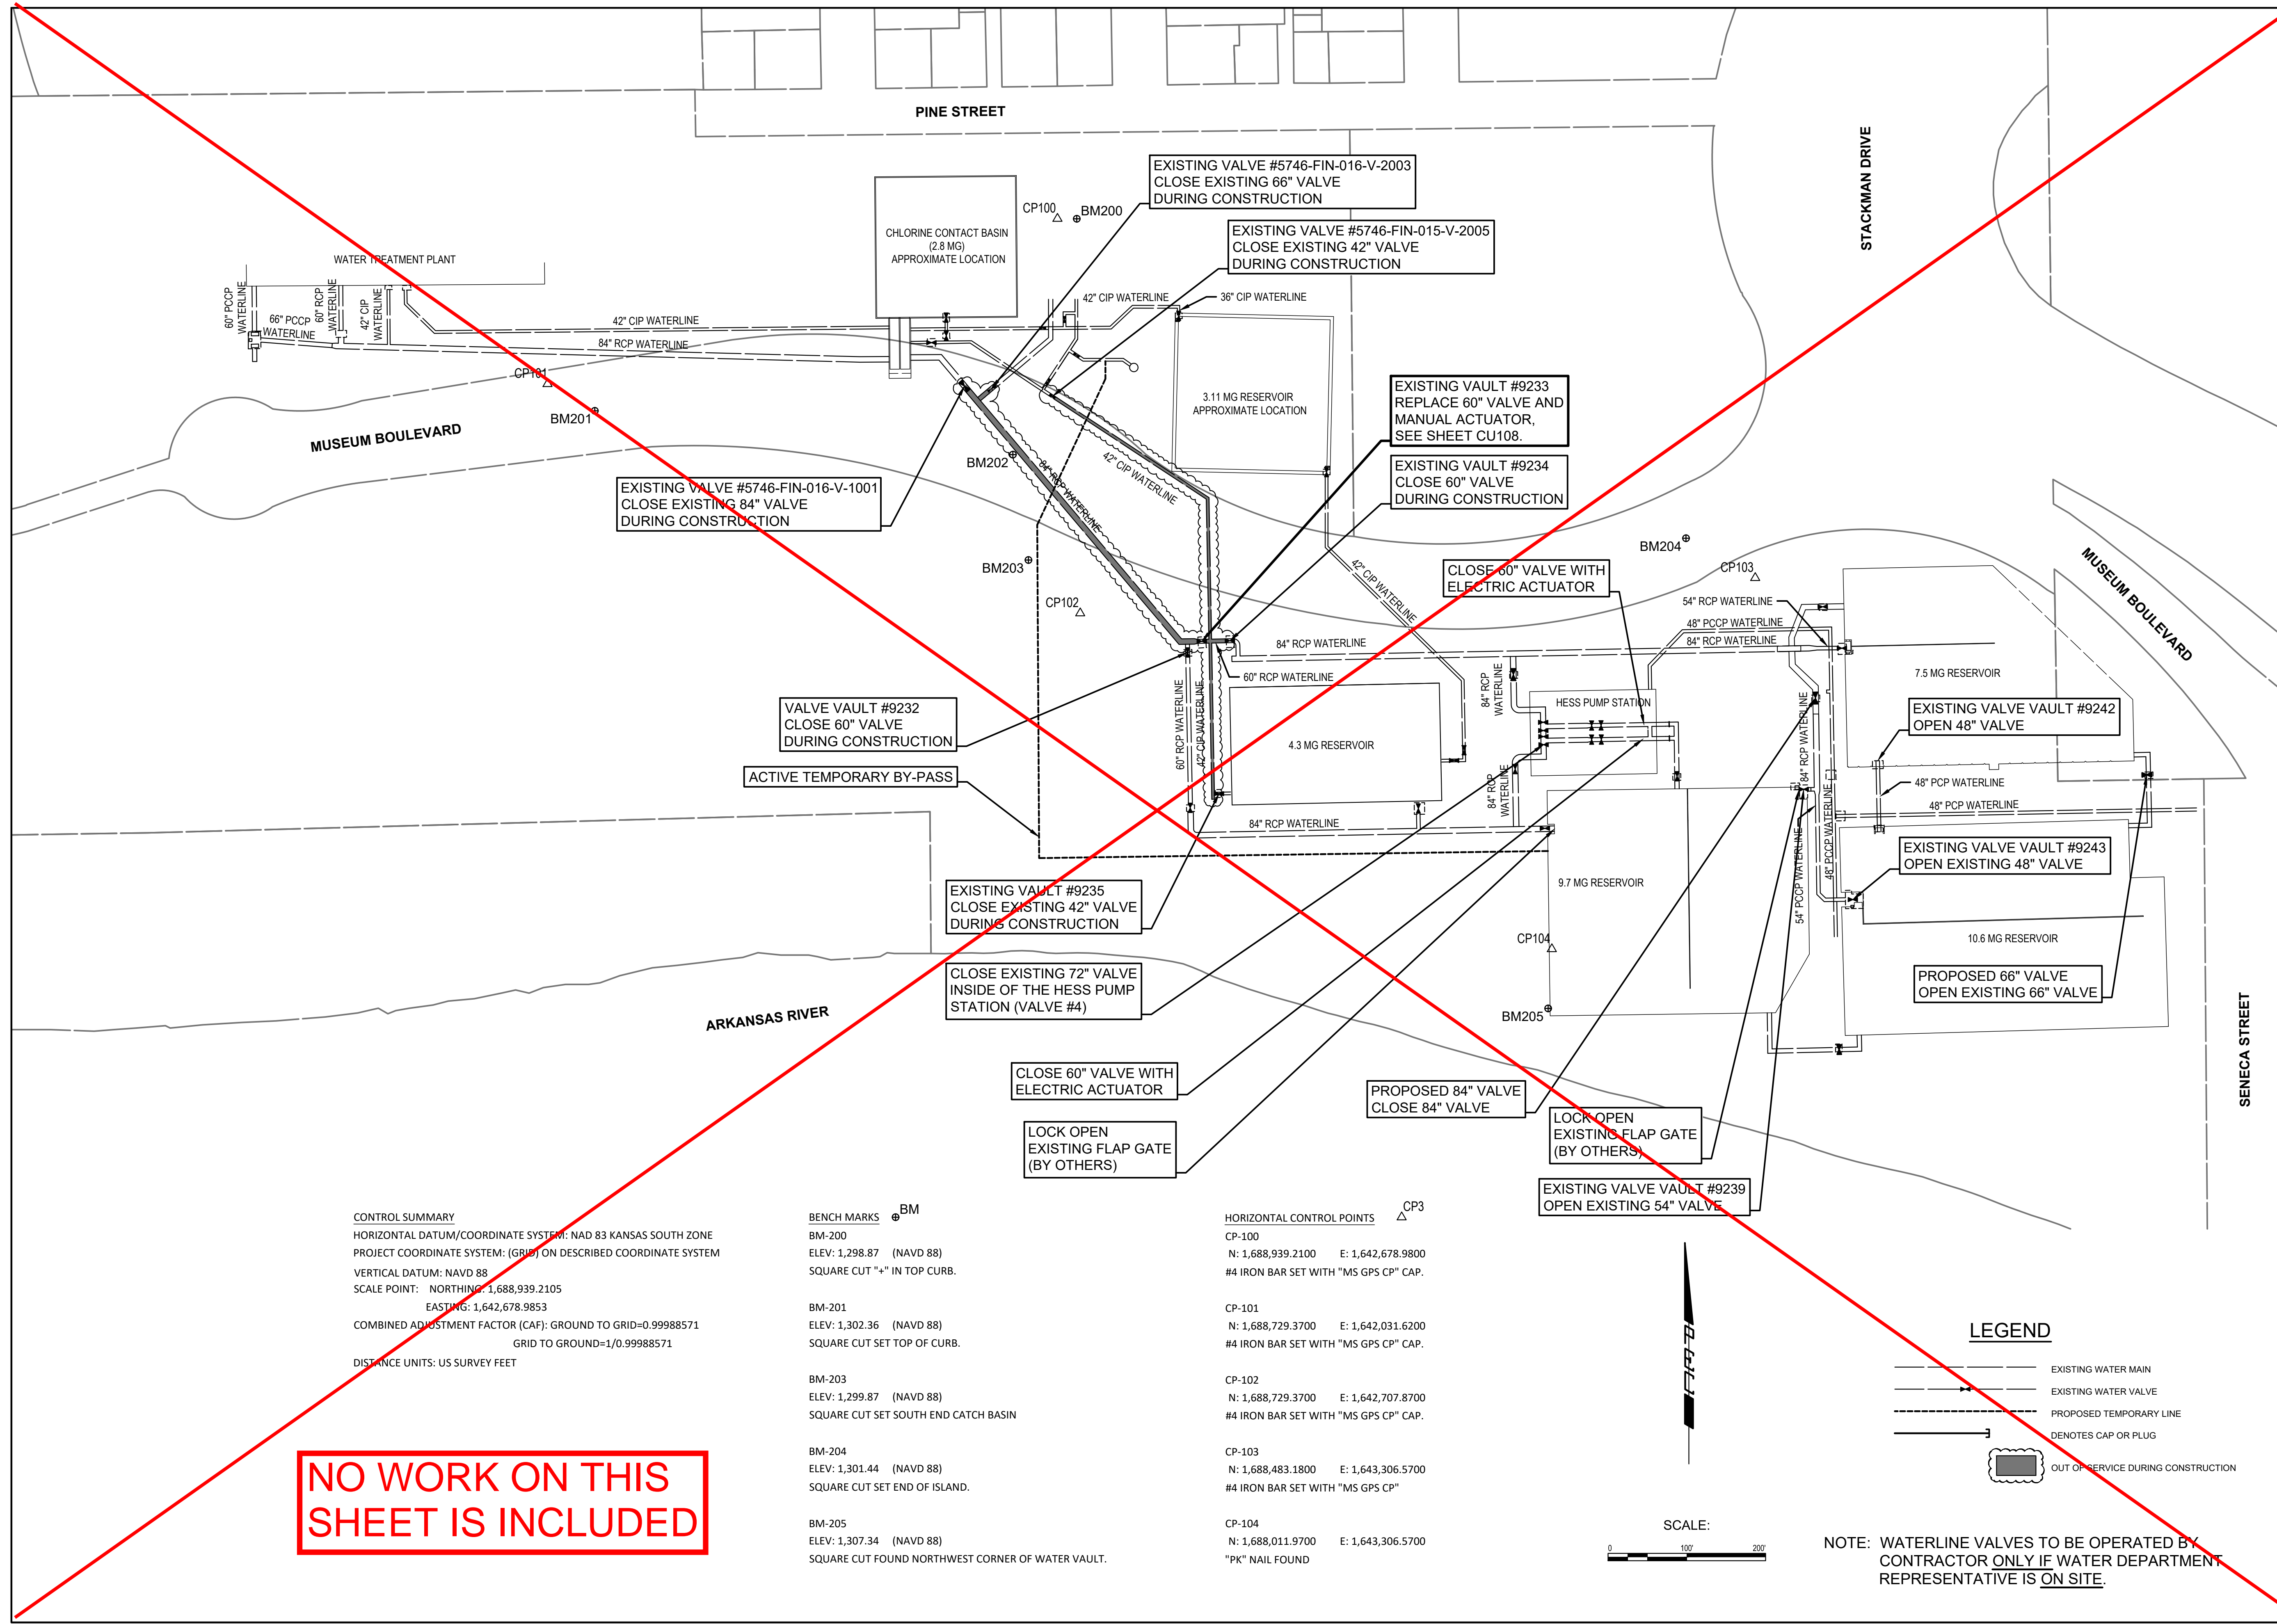 PINE STREET
STACKMAN DRIVE
EXISTING VALVE #5746-FIN-016-V-2003
CLOSE EXISTING 66" VALVE
DURING CONSTRUCTION
CP100
BM200
EXISTING VALVE #5746-FIN-015-V-2005
CLOSE EXISTING 42" VALVE
DURING CONSTRUCTION
CHLORINE CONTACT BASIN
(2.8 MG)
APPROXIMATE LOCATION
WATER TREATMENT PLANT
60" PCCP
WATERLINE
66" PCCP
WATERLINE
60" RCP
WATERLINE
42" CIP
WATERLINE
42" CIP WATERLINE
84" RCP WATERLINE
42" CIP WATERLINE
36" CIP WATERLINE
CP101
BM201
MUSEUM BOULEVARD
3.11 MG RESERVOIR
APPROXIMATE LOCATION
EXISTING VAULT #9233
REPLACE 60" VALVE AND
MANUAL ACTUATOR,
SEE SHEET CU108.
BM202
84" RCP WATERLINE
42" CIP WATERLINE
EXISTING VAULT #9234
CLOSE 60" VALVE
DURING CONSTRUCTION
EXISTING VALVE #5746-FIN-016-V-1001
CLOSE EXISTING 84" VALVE
DURING CONSTRUCTION
BM203
CP102
42" CIP WATERLINE
BM204
CP103
CLOSE 60" VALVE WITH
ELECTRIC ACTUATOR
MUSEUM BOULEVARD
54" RCP WATERLINE
48" PCCP WATERLINE
84" RCP WATERLINE
84" RCP WATERLINE
60" RCP WATERLINE
7.5 MG RESERVOIR
84" RCP
WATERLINE
HESS PUMP STATION
60" RCP WATERLINE
42" CIP WATERLINE
VALVE VAULT #9232
CLOSE 60" VALVE
DURING CONSTRUCTION
4.3 MG RESERVOIR
84" RCP WATERLINE
EXISTING VALVE VAULT #9242
OPEN 48" VALVE
ACTIVE TEMPORARY BY-PASS
84" RCP
WATERLINE
48" PCP WATERLINE
48" PCP WATERLINE
84" RCP WATERLINE
54" PCCP WATERLINE
48" PCCP WATERLINE
EXISTING VALVE VAULT #9243
OPEN EXISTING 48" VALVE
9.7 MG RESERVOIR
EXISTING VAULT #9235
CLOSE EXISTING 42" VALVE
DURING CONSTRUCTION
CP104
10.6 MG RESERVOIR
CLOSE EXISTING 72" VALVE
INSIDE OF THE HESS PUMP
STATION (VALVE #4)
PROPOSED 66" VALVE
OPEN EXISTING 66" VALVE
BM205
ARKANSAS RIVER
SENECA STREET
CLOSE 60" VALVE WITH
ELECTRIC ACTUATOR
PROPOSED 84" VALVE
CLOSE 84" VALVE
LOCK OPEN
EXISTING FLAP GATE
(BY OTHERS)
LOCK OPEN
EXISTING FLAP GATE
(BY OTHERS)
EXISTING VALVE VAULT #9239
OPEN EXISTING 54" VALVE
CONTROL SUMMARY
HORIZONTAL DATUM/COORDINATE SYSTEM: NAD 83 KANSAS SOUTH ZONE
PROJECT COORDINATE SYSTEM: (GRID) ON DESCRIBED COORDINATE SYSTEM
VERTICAL DATUM: NAVD 88
SCALE POINT: NORTHING: 1,688,939.2105
EASTING: 1,642,678.9853
COMBINED ADJUSTMENT FACTOR (CAF): GROUND TO GRID=0.99988571
GRID TO GROUND=1/0.99988571
DISTANCE UNITS: US SURVEY FEET
BENCH MARKS BM
BM-200
ELEV: 1,298.87 (NAVD 88)
SQUARE CUT "+" IN TOP CURB.
BM-201
ELEV: 1,302.36 (NAVD 88)
SQUARE CUT SET TOP OF CURB.
BM-203
ELEV: 1,299.87 (NAVD 88)
SQUARE CUT SET SOUTH END CATCH BASIN
BM-204
ELEV: 1,301.44 (NAVD 88)
SQUARE CUT SET END OF ISLAND.
BM-205
ELEV: 1,307.34 (NAVD 88)
SQUARE CUT FOUND NORTHWEST CORNER OF WATER VAULT.
HORIZONTAL CONTROL POINTS CP3
CP-100
N: 1,688,939.2100 E: 1,642,678.9800
#4 IRON BAR SET WITH "MS GPS CP" CAP.
CP-101
N: 1,688,729.3700 E: 1,642,031.6200
#4 IRON BAR SET WITH "MS GPS CP" CAP.
CP-102
N: 1,688,729.3700 E: 1,642,707.8700
#4 IRON BAR SET WITH "MS GPS CP" CAP.
CP-103
N: 1,688,483.1800 E: 1,643,306.5700
#4 IRON BAR SET WITH "MS GPS CP"
CP-104
N: 1,688,011.9700 E: 1,643,306.5700
"PK" NAIL FOUND
LEGEND
EXISTING WATER MAIN
EXISTING WATER VALVE
PROPOSED TEMPORARY LINE
DENOTES CAP OR PLUG
OUT OF SERVICE DURING CONSTRUCTION
NO WORK ON THIS
SHEET IS INCLUDED
SCALE:
0 100' 200'
NOTE: WATERLINE VALVES TO BE OPERATED BY
CONTRACTOR ONLY IF WATER DEPARTMENT
REPRESENTATIVE IS ON SITE.